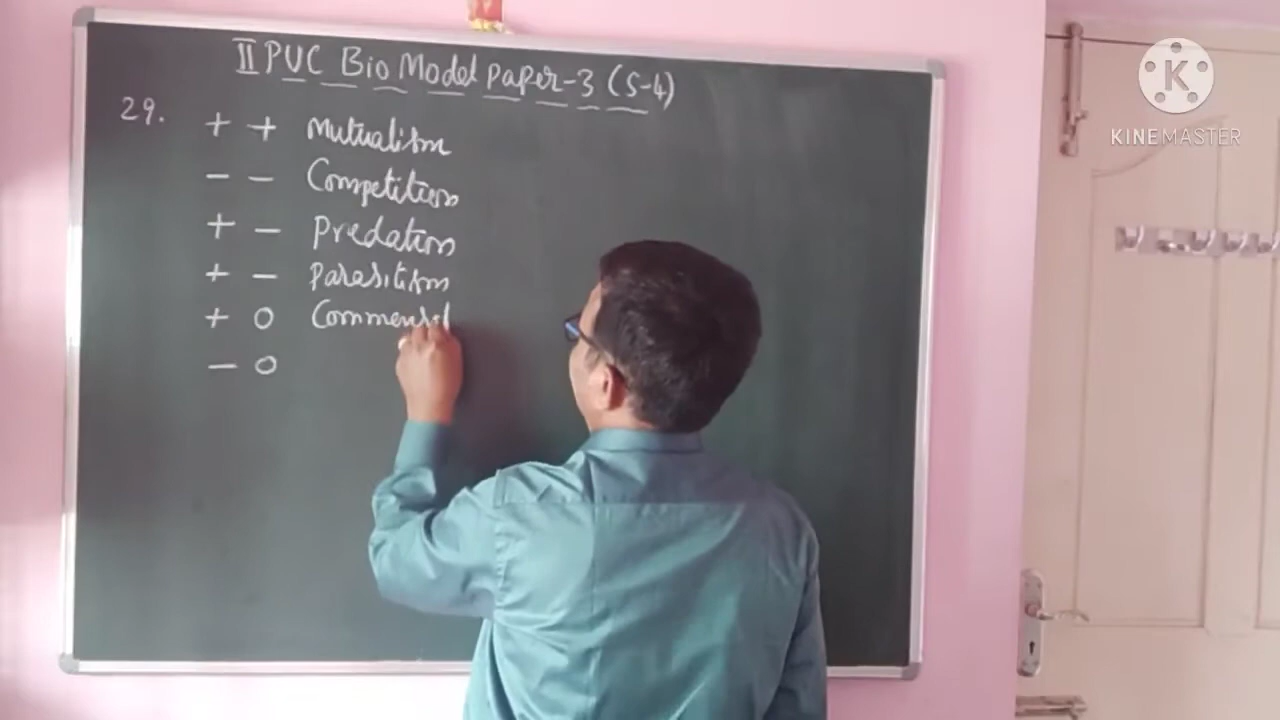 II PUC Bio Model Paper-3 (S-4)
29.
+ + Mutualism
- - Competition
+ - Predation
+ - Parasitism
+ 0 Commensal
- 0
K
KINEMASTER